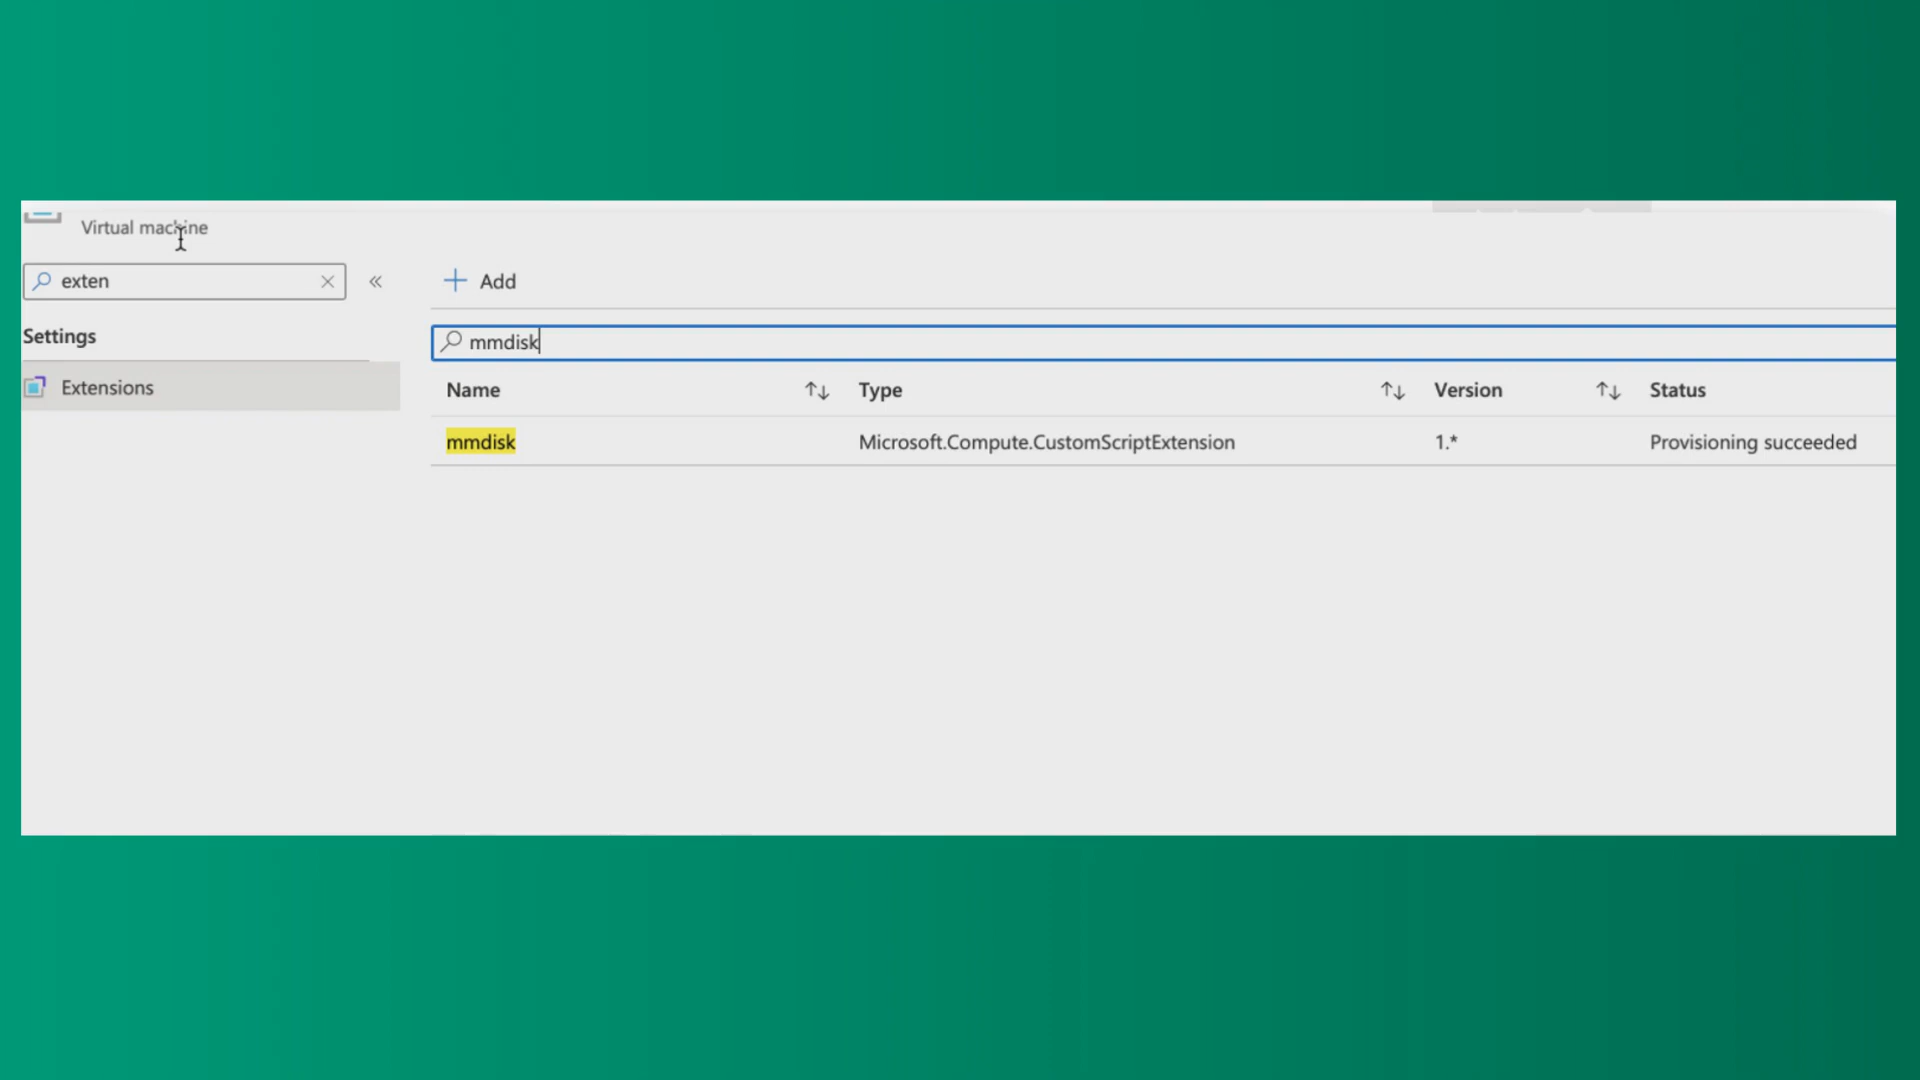 Virtual machine
exten
Add
Settings
mmdisk
Extensions
Name Type Version Status
mmdisk Microsoft.Compute.CustomScriptExtension 1.* Provisioning succeeded